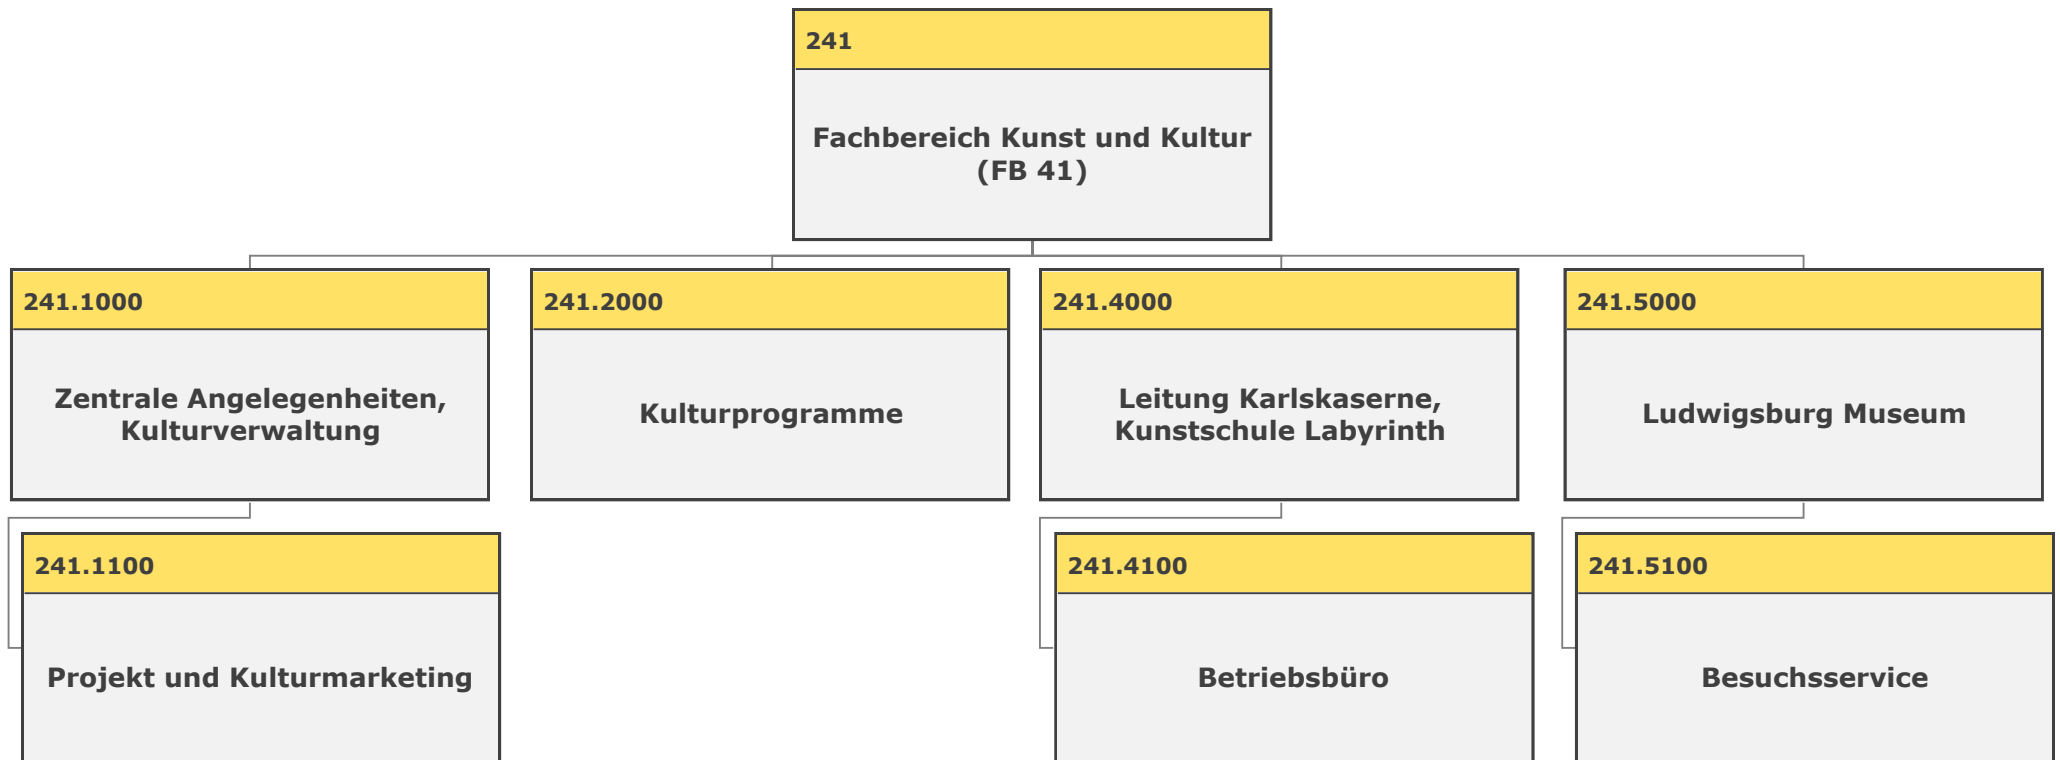 241
Fachbereich Kunst und Kultur
(FB 41)
241.1000
Zentrale Angelegenheiten,
Kulturverwaltung
241.2000
Kulturprogramme
241.4000
Leitung Karlskaserne,
Kunstschule Labyrinth
241.5000
Ludwigsburg Museum
241.1100
Projekt und Kulturmarketing
241.4100
Betriebsbüro
241.5100
Besuchsservice